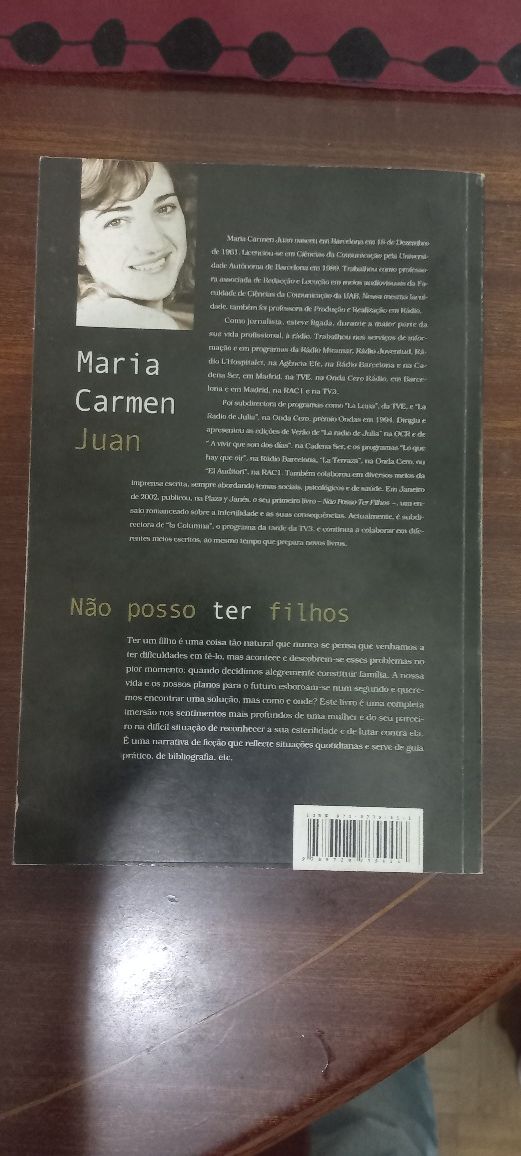 Maria Carmen Juan nasceu em Barcelona em 18 de Dezembro
de 1961. Licenciou-se em Ciências da Comunicação pela Universi-
dade Autónoma de Barcelona em 1989. Trabalhou como professo-
ra associada de Redacção e Locução em meios audiovisuais da Fa-
culdade de Ciências da Comunicação da UAB. Nessa mesma facul-
dade, também foi professora de Produção e Realização em Rádio.
Como jornalista, esteve ligada, durante a maior parte da
sua vida profissional, à rádio. Trabalhou nos serviços de infor-
mação e em programas da Rádio Miramar, Rádio Joventud, Rá-
dio L'Hospitalet, na Agência Efe, na Rádio Barcelona e na Ca-
dena Ser, em Madrid, na TVE, na Onda Cero Rádio, em Barce-
lona e em Madrid, na RAC1 e na TV3.
Foi subdirectora de programas como "La Luna", da TVE, e "La
Radio de Julia", na Onda Cero, prémio Ondas em 1994. Dirigiu e
apresentou as edições de Verão de "La radio de Julia" na OCR e de
"A vivir que son dos días", na Cadena Ser, e os programas "Lo que
hay que oír", na Rádio Barcelona, "La Terraza", na Onda Cero, ou
"El Auditori", na RAC1. Também colaborou em diversos meios da
imprensa escrita, sempre abordando temas sociais, psicológicos e de saúde. Em Janeiro
de 2002, publicou, na Plaza y Janés, o seu primeiro livro – Não Posso Ter Filhos –, um en-
saio romanceado sobre a infertilidade e as suas consequências. Actualmente, é subdi-
rectora de "la Columna", o programa da tarde da TV3, e continua a colaborar em dife-
rentes meios escritos, ao mesmo tempo que prepara novos livros.
Maria
Carmen
Juan
Não posso ter filhos
Ter um filho é uma coisa tão natural que nunca se pensa que venhamos a
ter dificuldades em tê-lo, mas acontece e descobrem-se esses problemas no
pior momento: quando decidimos alegremente constituir família. A nossa
vida e os nossos planos para o futuro esboroam-se num segundo e quere-
mos encontrar uma solução, mas como e onde? Este livro é uma completa
imersão nos sentimentos mais profundos de uma mulher e do seu parcei-
ro na difícil situação de reconhecer a sua esterilidade e de lutar contra ela.
É uma narrativa de ficção que reflecte situações quotidianas e serve de guia
prático, de bibliografia, etc.